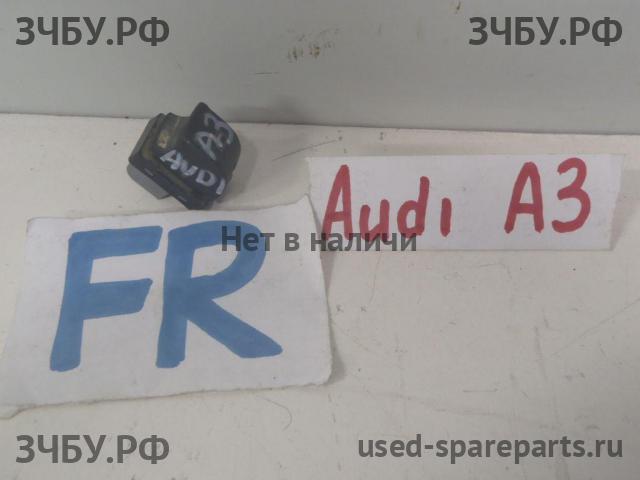 ЗЧБУ.РФ ЗЧБУ.РФ
A3
AUDI
Audi A3
FR
Нет в наличи
ЗЧБУ.РФ used-spareparts.ru